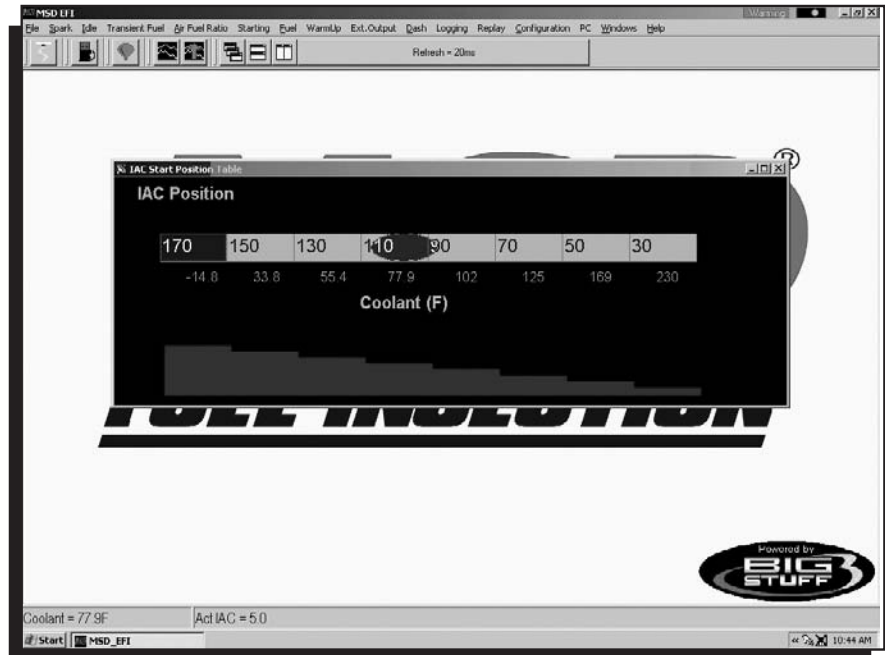 MSD EFI
Warning
File Spark Idle Transient Fuel Air Fuel Ratio Starting Fuel WarmUp Ext.Output Dash Logging Replay Configuration PC Windows Help
Refresh = 20ms
®
IAC Start Position Table
IAC Position
170 150 130 110 90 70 50 30
-14.8 33.8 55.4 77.9 102 125 169 230
Coolant (F)
FUEL INJECTION
Powered by
BIG STUFF 3
Coolant = 77.9F Act IAC = 5.0
Start MSD_EFI 10:44 AM